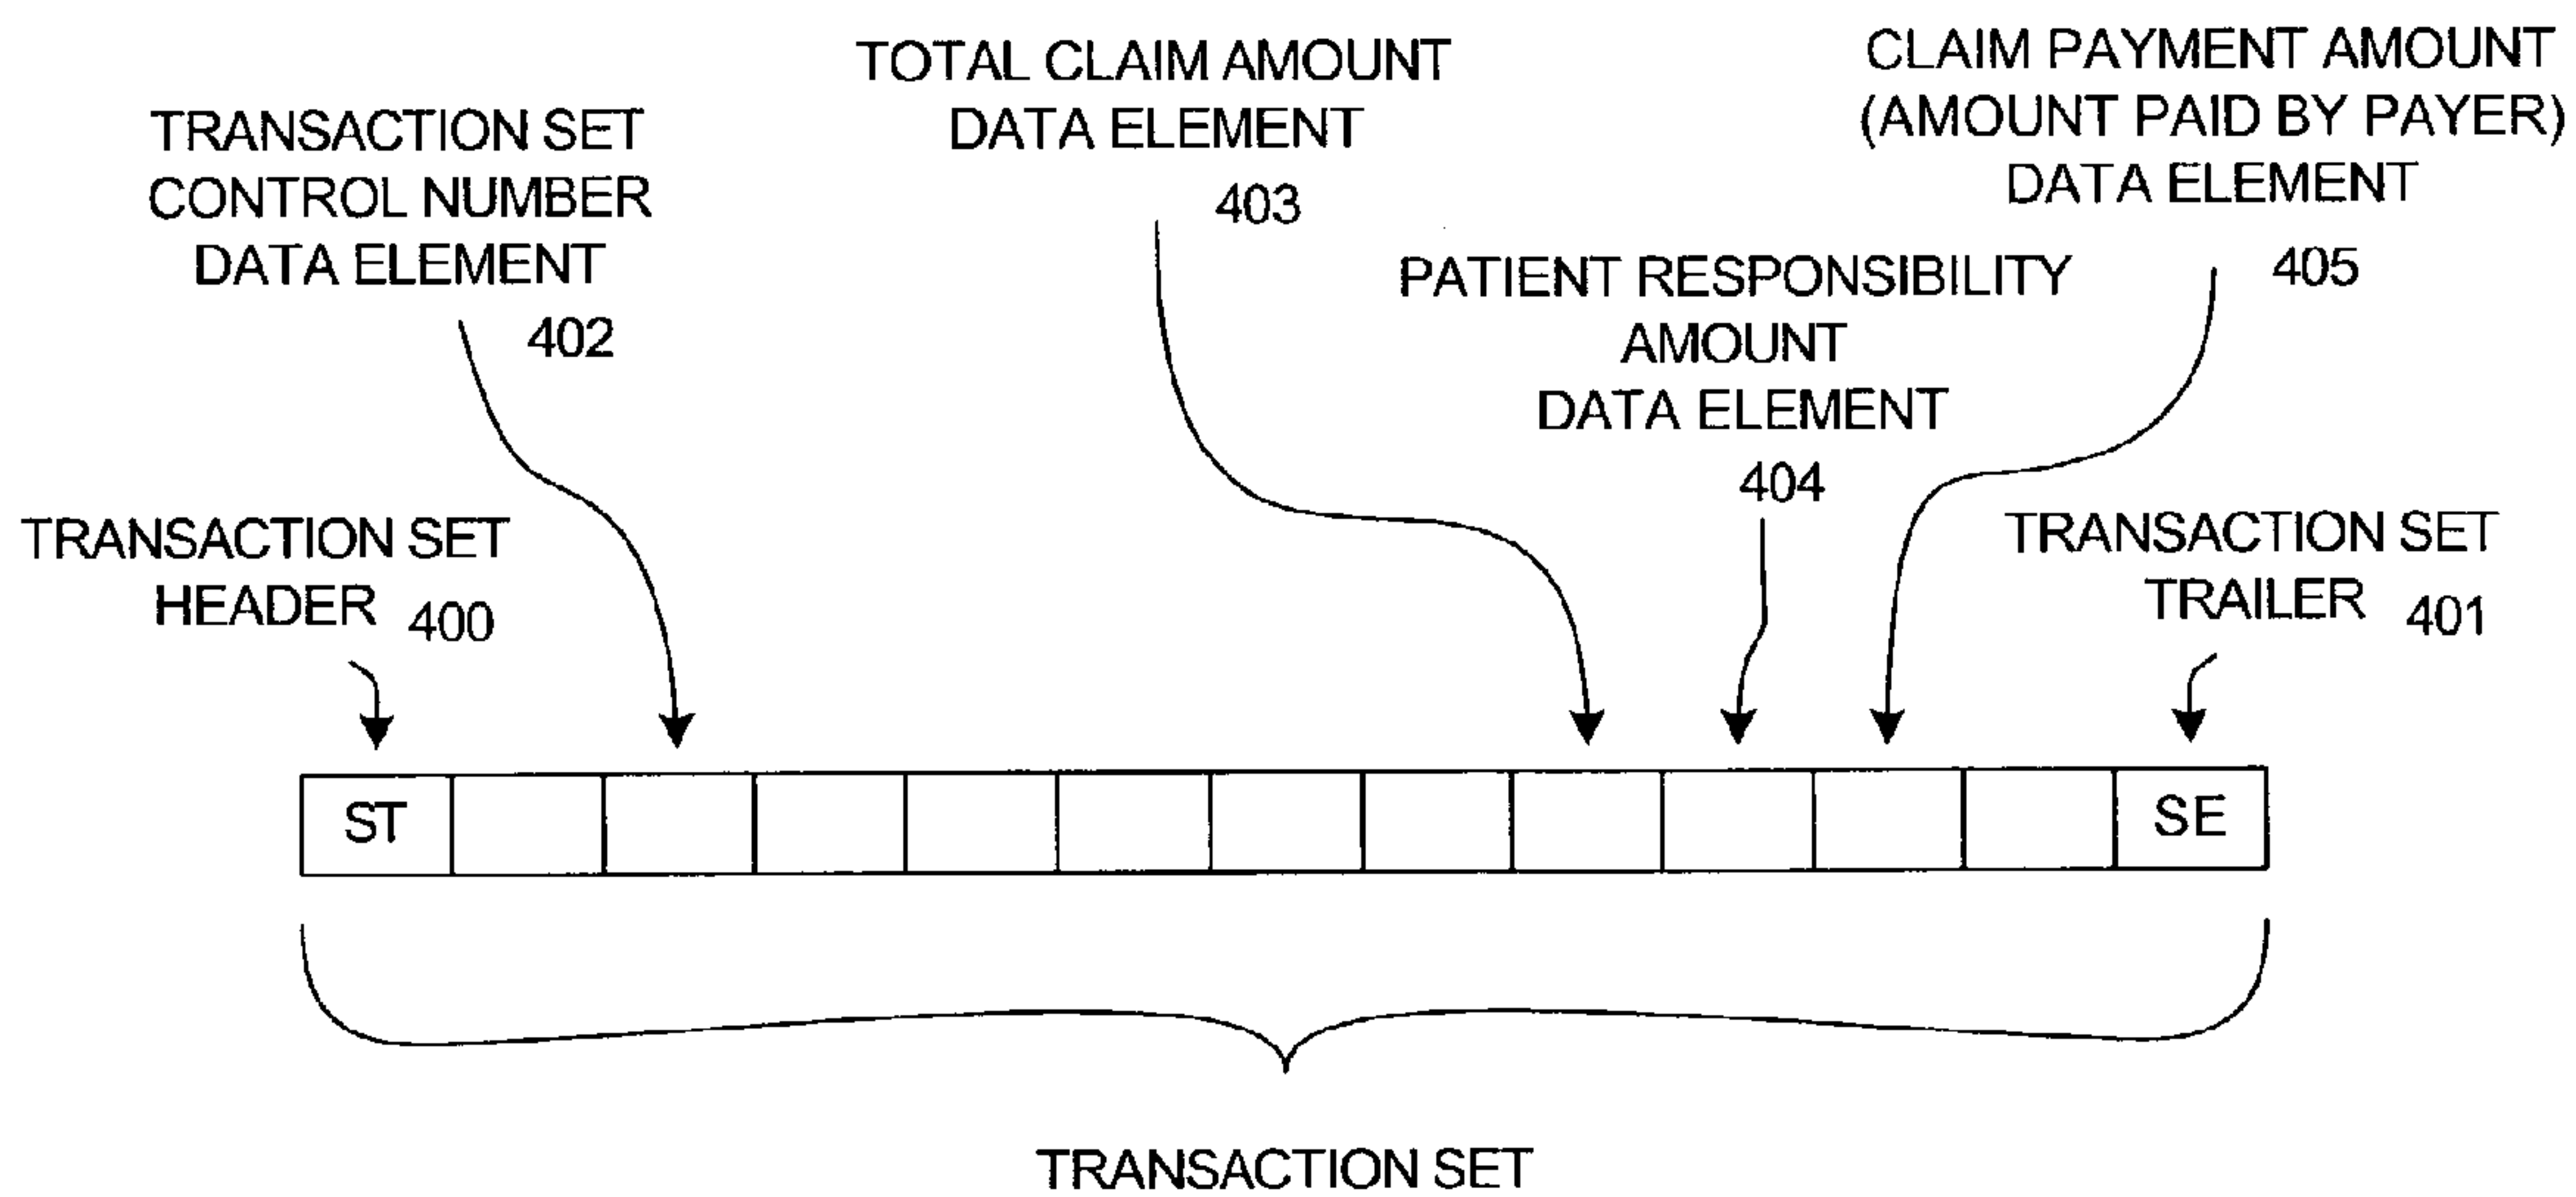 TRANSACTION SET
CONTROL NUMBER
DATA ELEMENT
402
TOTAL CLAIM AMOUNT
DATA ELEMENT
403
CLAIM PAYMENT AMOUNT
(AMOUNT PAID BY PAYER)
DATA ELEMENT
405
PATIENT RESPONSIBILITY
AMOUNT
DATA ELEMENT
404
TRANSACTION SET
HEADER 400
TRANSACTION SET
TRAILER 401
ST
SE
TRANSACTION SET